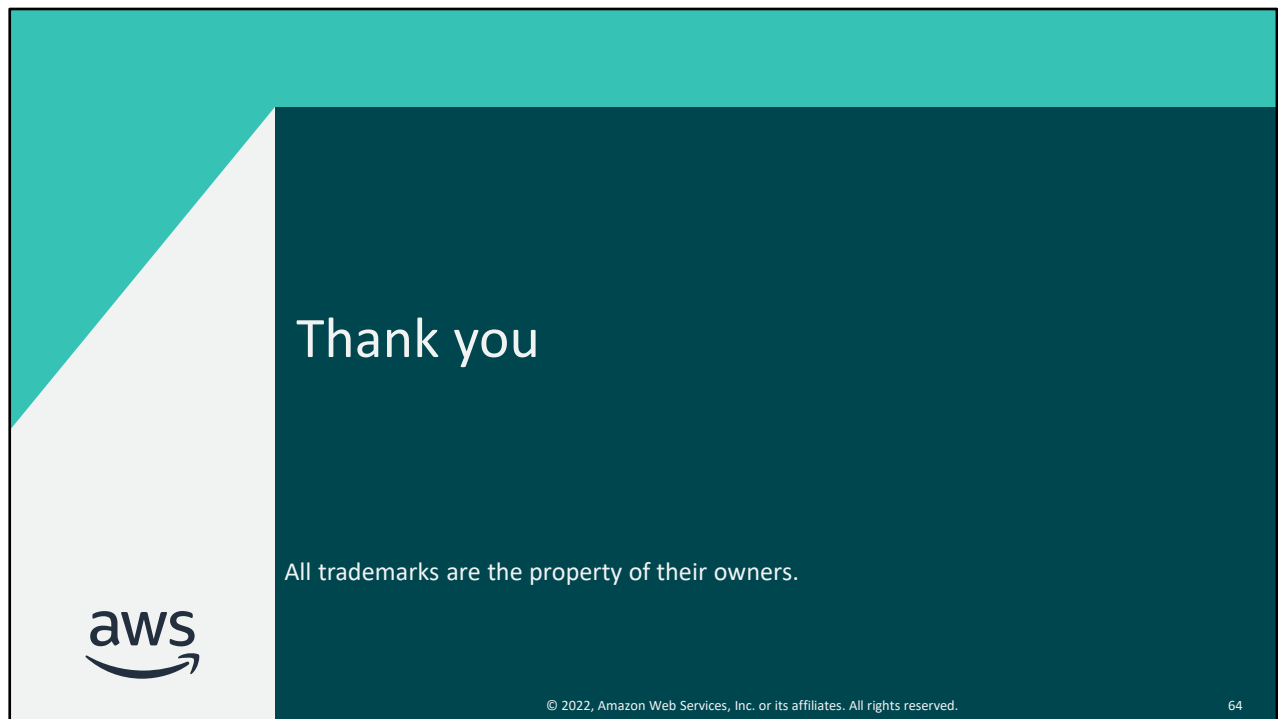 Thank you
All trademarks are the property of their owners.
aws
© 2022, Amazon Web Services, Inc. or its affiliates. All rights reserved.
64